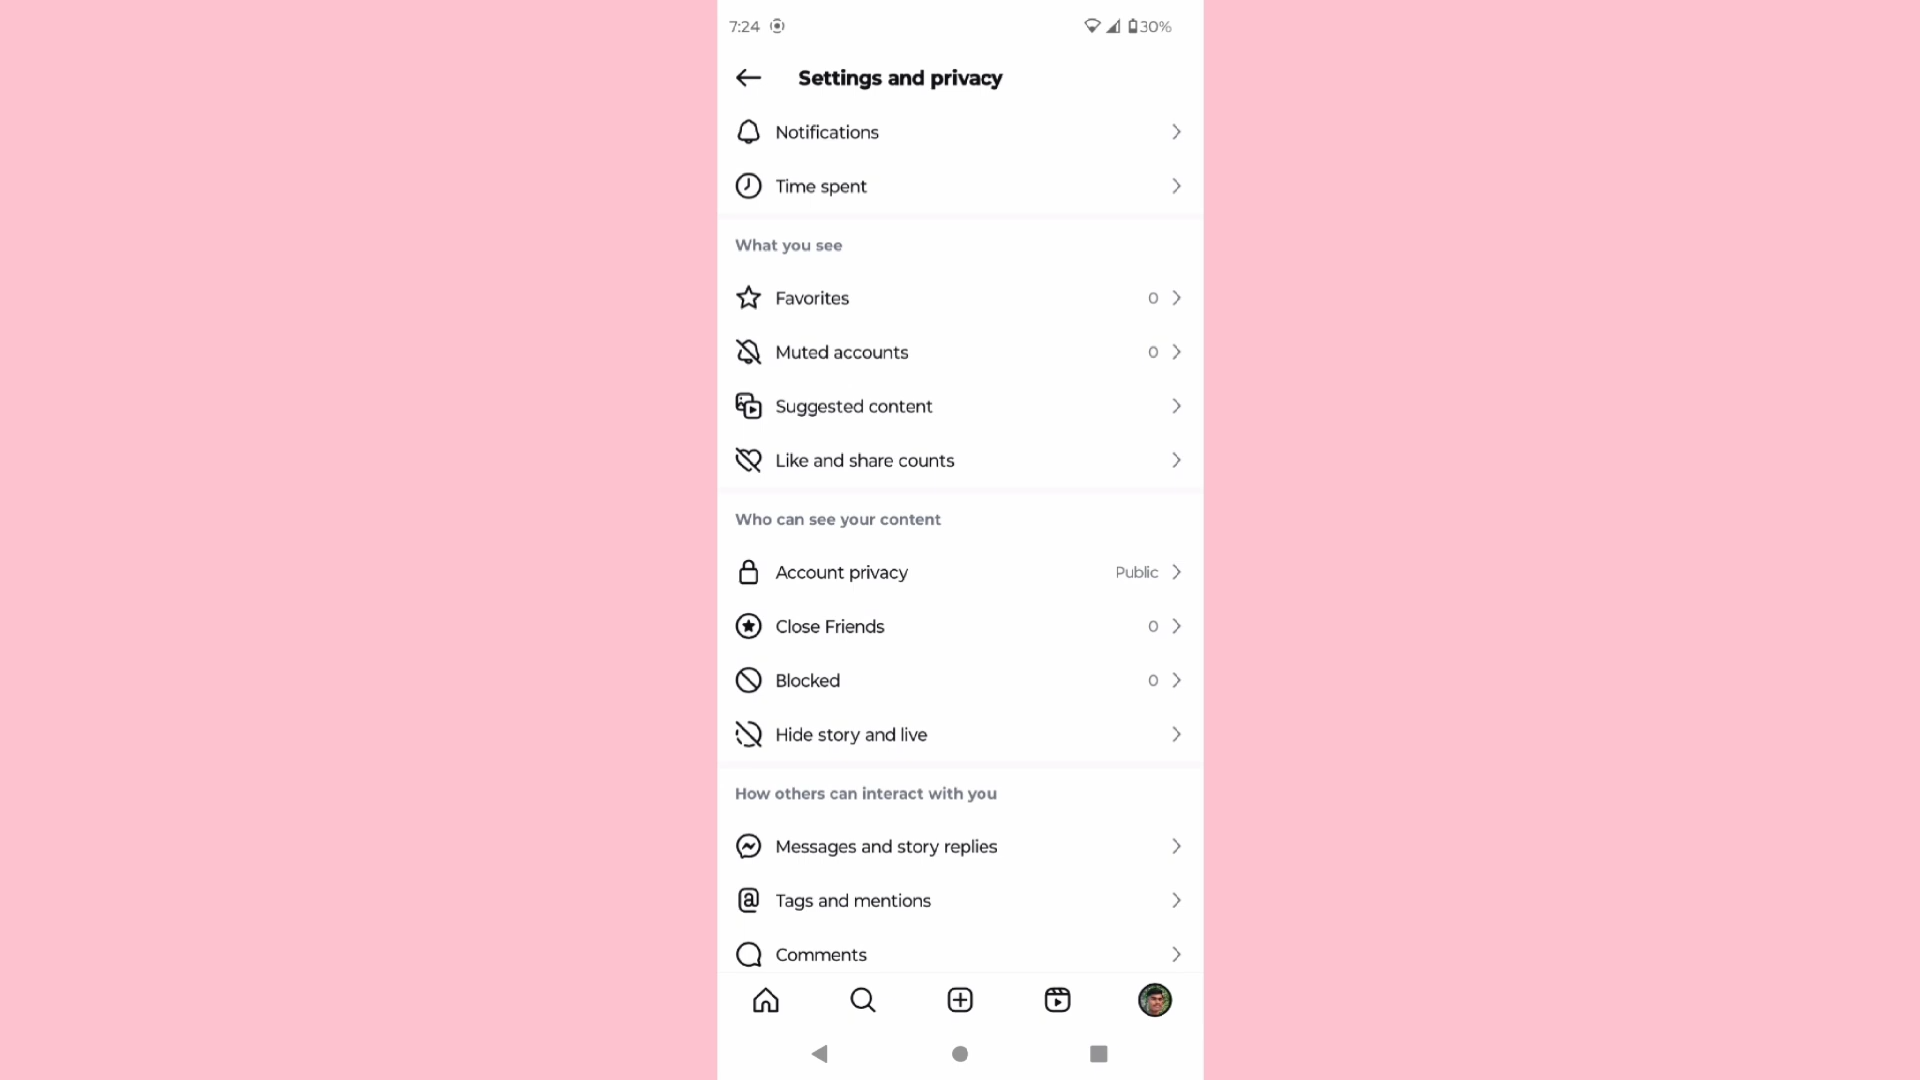 7:24 30%
Settings and privacy
Notifications
Time spent
What you see
Favorites 0
Muted accounts 0
Suggested content
Like and share counts
Who can see your content
Account privacy Public
Close Friends 0
Blocked 0
Hide story and live
How others can interact with you
Messages and story replies
Tags and mentions
Comments